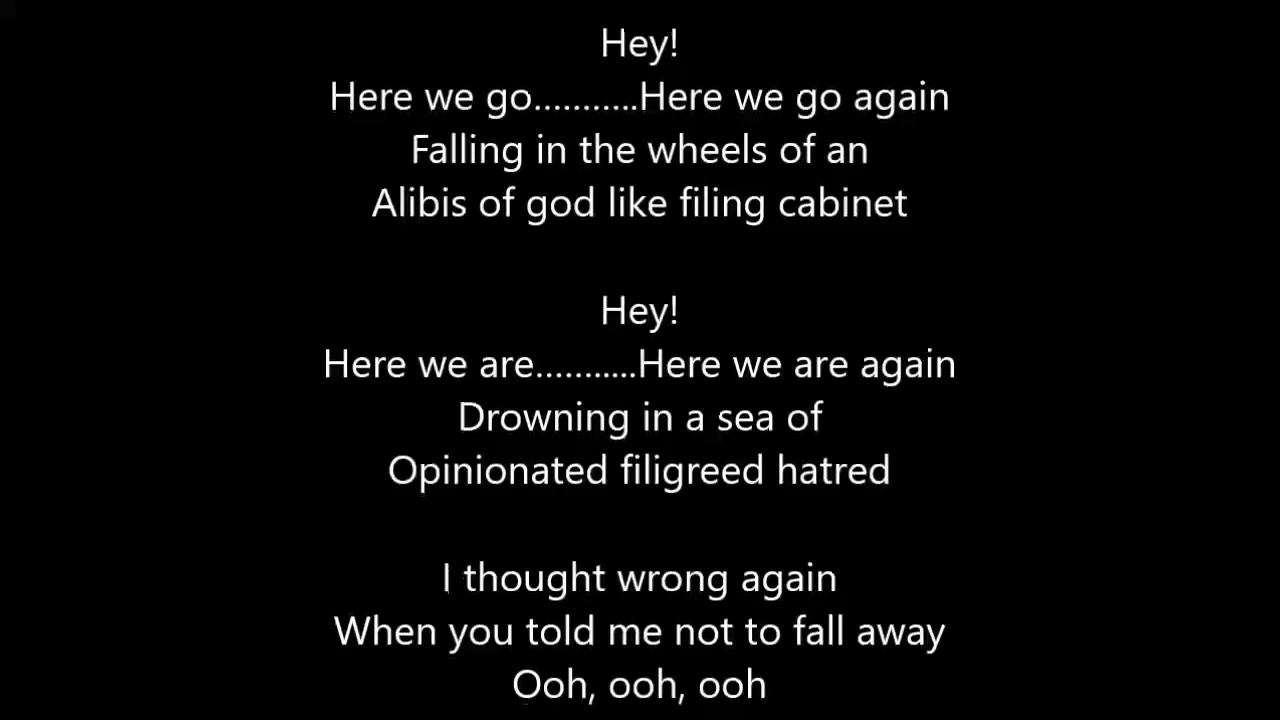 Hey!
Here we go...........Here we go again
Falling in the wheels of an
Alibis of god like filing cabinet
Hey!
Here we are...........Here we are again
Drowning in a sea of
Opinionated filigreed hatred
I thought wrong again
When you told me not to fall away
Ooh, ooh, ooh